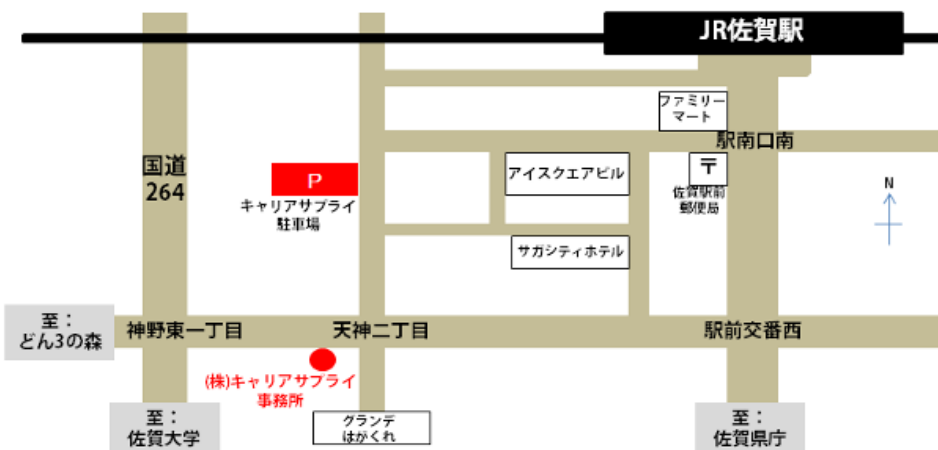 JR佐賀駅
ファミリー
マート
駅南口南
国道
264
P
キャリアサプライ
駐車場
アイスクエアビル
〒
佐賀駅前
郵便局
N
サガシティホテル
至：
どん3の森
神野東一丁目
天神二丁目
駅前交番西
(株)キャリアサプライ
事務所
至：
佐賀大学
グランデ
はがくれ
至：
佐賀県庁